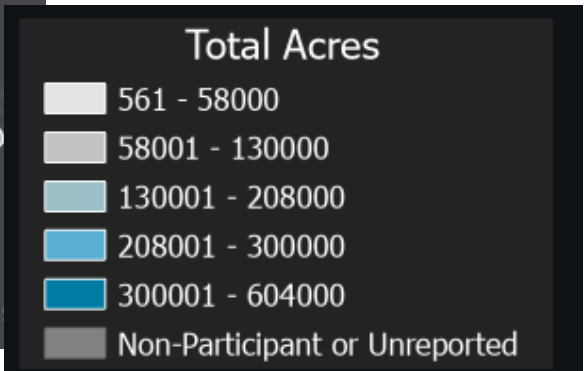 Total Acres
561 - 58000
58001 - 130000
130001 - 208000
208001 - 300000
300001 - 604000
Non-Participant or Unreported